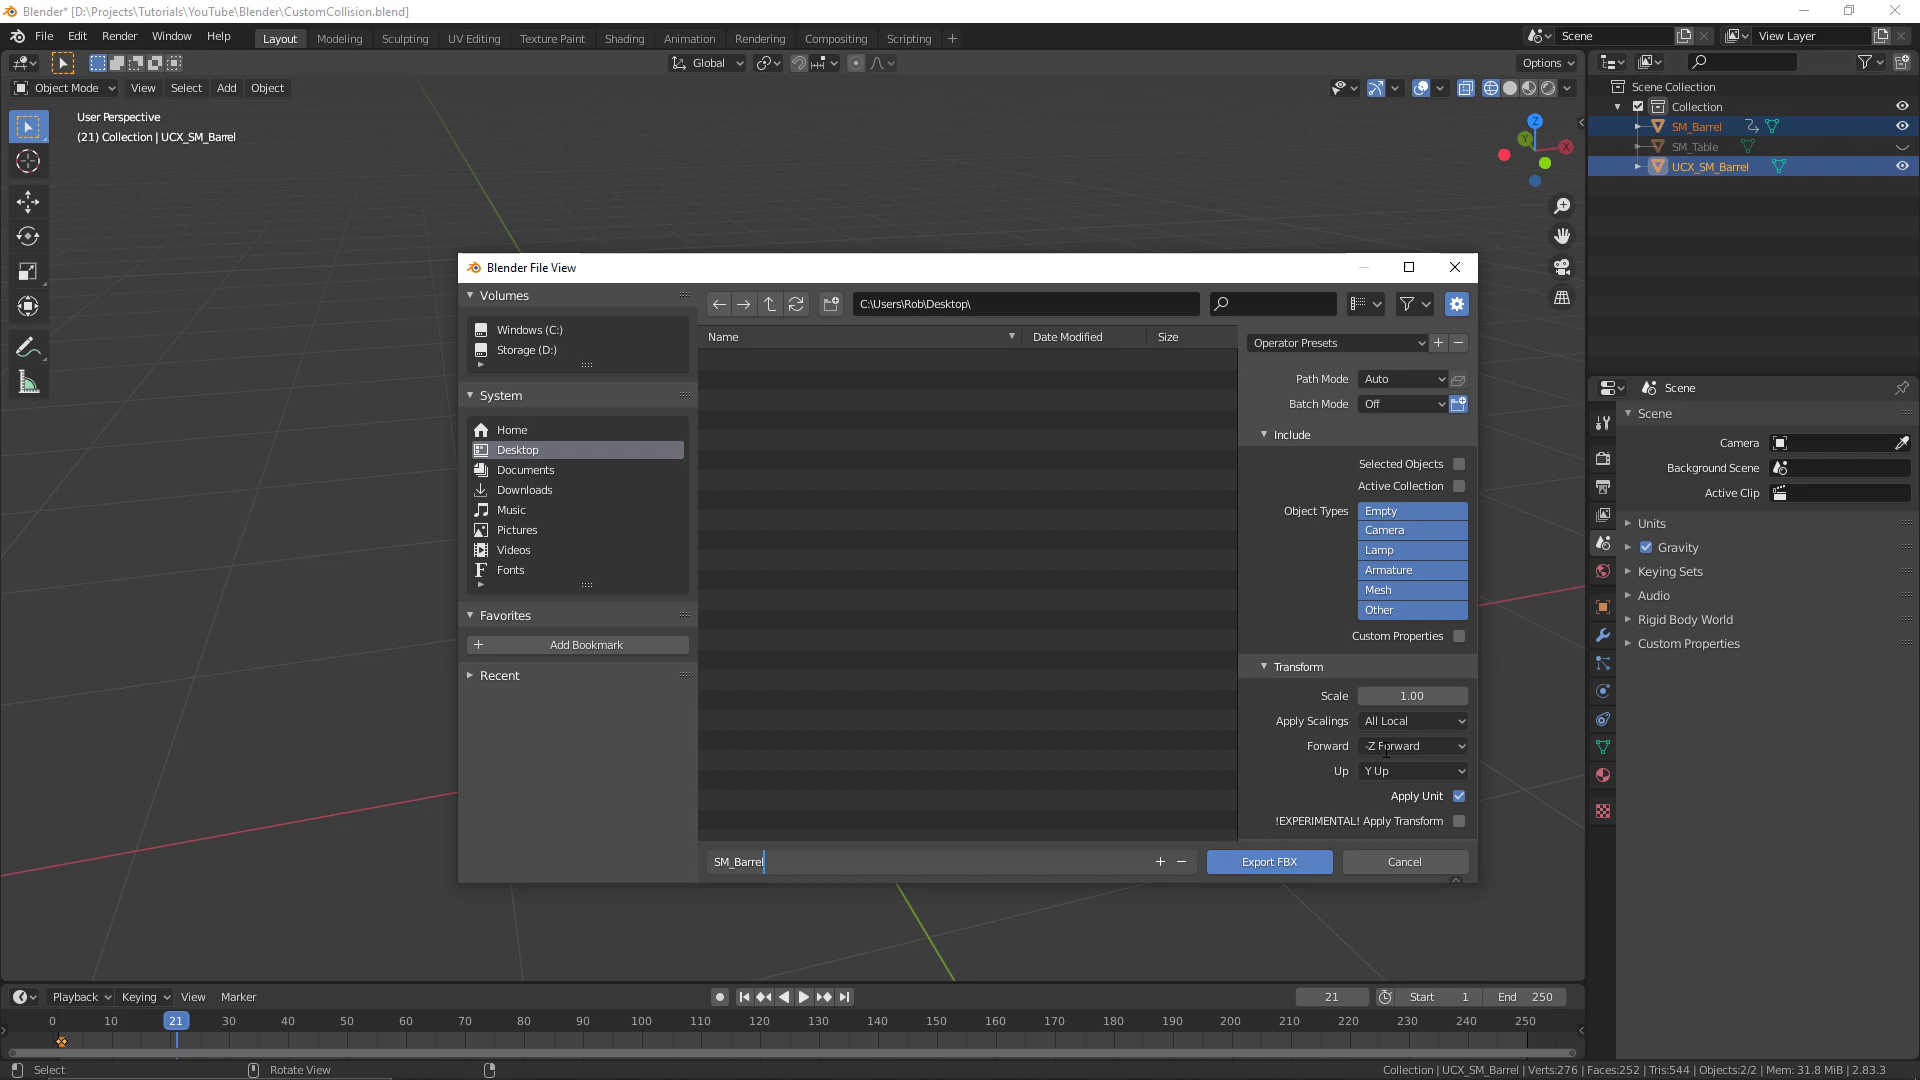 Blender* [D:\Projects\Tutorials\YouTube\Blender\CustomCollision.blend]
File Edit Render Window Help Layout Modeling Sculpting UV Editing Texture Paint Shading Animation Rendering Compositing Scripting + Scene View Layer
Global Options
Object Mode View Select Add Object
User Perspective
(21) Collection | UCX_SM_Barrel
Z
Y
X
Scene Collection
Collection
SM_Barrel
SM_Table
UCX_SM_Barrel
Blender File View
Volumes
Windows (C:)
Storage (D:)
System
Home
Desktop
Documents
Downloads
Music
Pictures
Videos
Fonts
Favorites
+ Add Bookmark
Recent
C:\Users\Rob\Desktop\
Name Date Modified Size
SM_Barrel
Operator Presets
Path Mode Auto
Batch Mode Off
Include
Selected Objects
Active Collection
Object Types Empty
Camera
Lamp
Armature
Mesh
Other
Custom Properties
Transform
Scale 1.00
Apply Scalings All Local
Forward -Z Forward
Up Y Up
Apply Unit
!EXPERIMENTAL! Apply Transform
Export FBX Cancel
Scene
Scene
Camera
Background Scene
Active Clip
Units
Gravity
Keying Sets
Audio
Rigid Body World
Custom Properties
Playback Keying View Marker 21 Start 1 End 250
0 10 21 30 40 50 60 70 80 90 100 110 120 130 140 150 160 170 180 190 200 210 220 230 240 250
Select Rotate View Collection | UCX_SM_Barrel | Verts:276 | Faces:252 | Tris:544 | Objects:2/2 | Mem: 31.8 MiB | 2.83.3